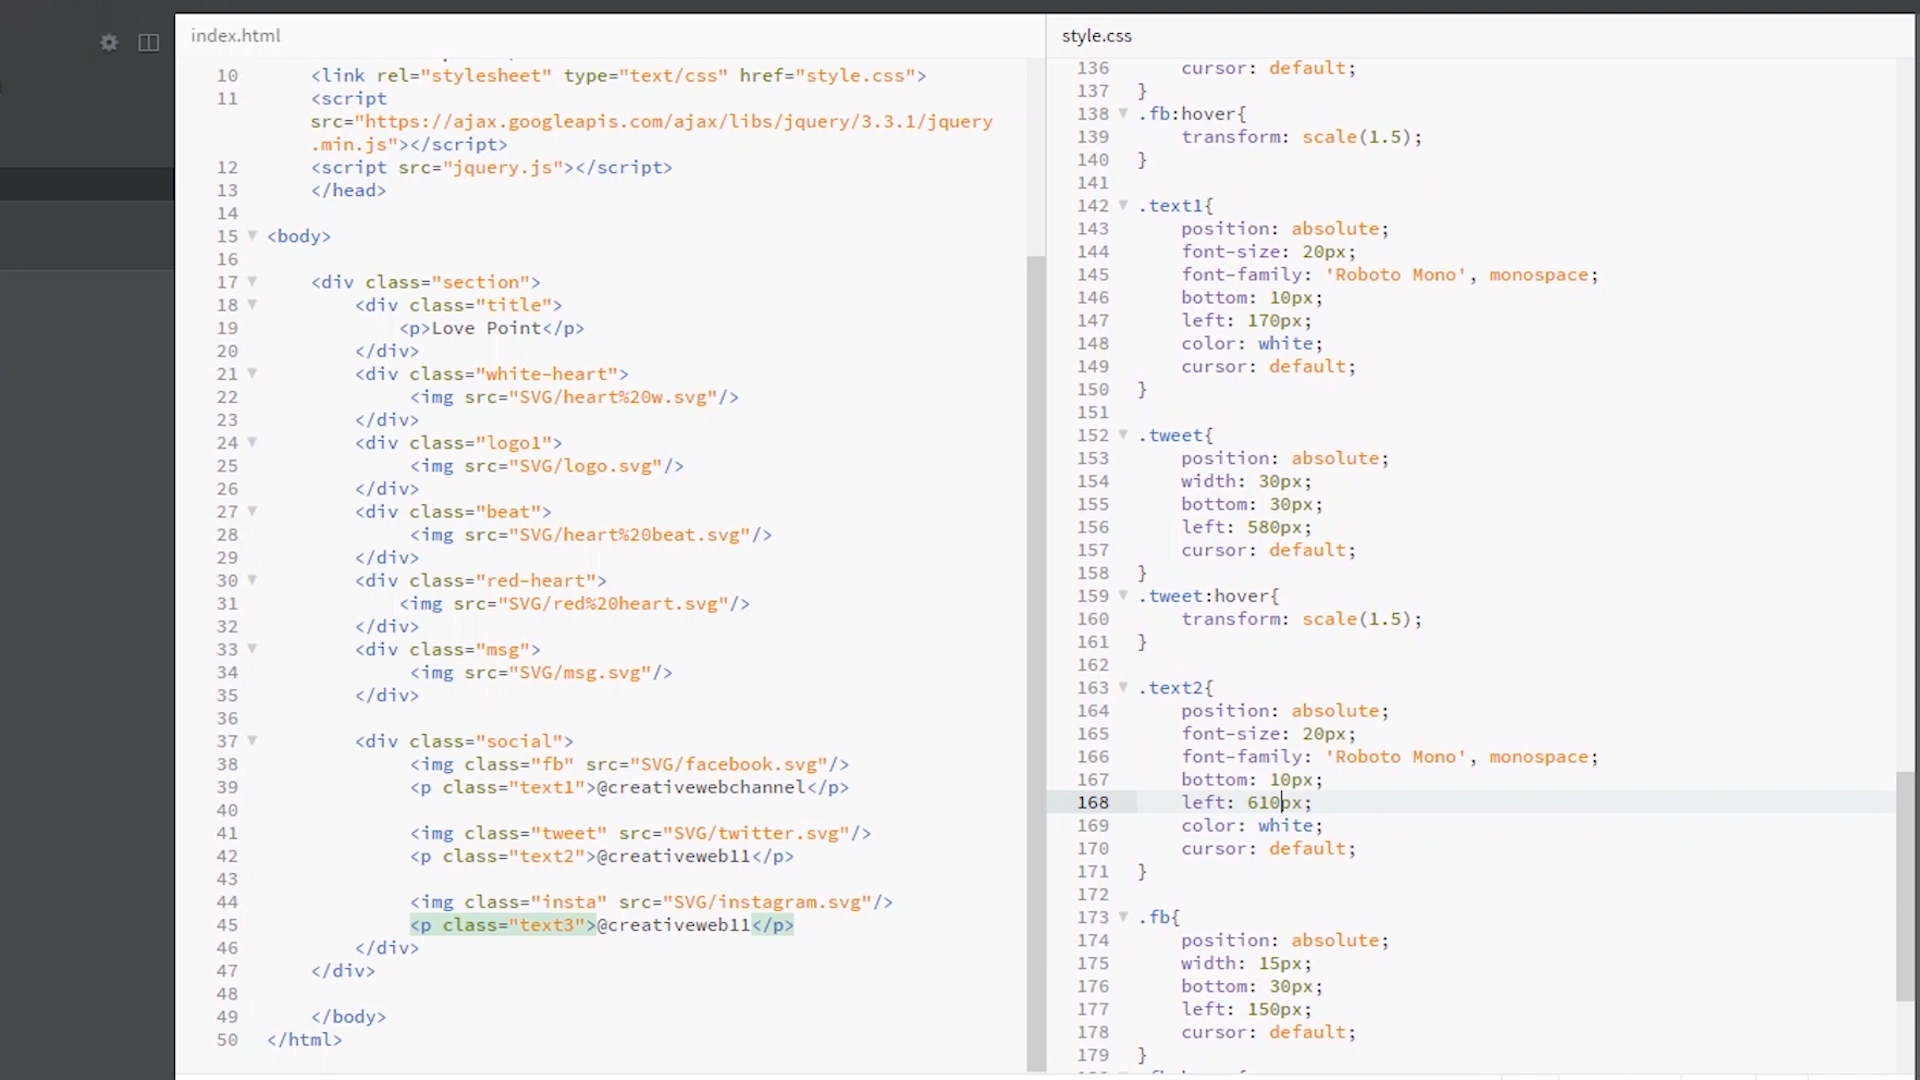 index.html
10 <link rel="stylesheet" type="text/css" href="style.css">
11 <script
src="https://ajax.googleapis.com/ajax/libs/jquery/3.3.1/jquery
.min.js"></script>
12 <script src="jquery.js"></script>
13 </head>
14
15 <body>
16
17 <div class="section">
18 <div class="title">
19 <p>Love Point</p>
20 </div>
21 <div class="white-heart">
22 <img src="SVG/heart%20w.svg"/>
23 </div>
24 <div class="logo1">
25 <img src="SVG/logo.svg"/>
26 </div>
27 <div class="beat">
28 <img src="SVG/heart%20beat.svg"/>
29 </div>
30 <div class="red-heart">
31 <img src="SVG/red%20heart.svg"/>
32 </div>
33 <div class="msg">
34 <img src="SVG/msg.svg"/>
35 </div>
36
37 <div class="social">
38 <img class="fb" src="SVG/facebook.svg"/>
39 <p class="text1">@creativewebchannel</p>
40
41 <img class="tweet" src="SVG/twitter.svg"/>
42 <p class="text2">@creativeweb11</p>
43
44 <img class="insta" src="SVG/instagram.svg"/>
45 <p class="text3">@creativeweb11</p>
46 </div>
47 </div>
48
49 </body>
50 </html>
style.css
136 cursor: default;
137 }
138 .fb:hover{
139 transform: scale(1.5);
140 }
141
142 .text1{
143 position: absolute;
144 font-size: 20px;
145 font-family: 'Roboto Mono', monospace;
146 bottom: 10px;
147 left: 170px;
148 color: white;
149 cursor: default;
150 }
151
152 .tweet{
153 position: absolute;
154 width: 30px;
155 bottom: 30px;
156 left: 580px;
157 cursor: default;
158 }
159 .tweet:hover{
160 transform: scale(1.5);
161 }
162
163 .text2{
164 position: absolute;
165 font-size: 20px;
166 font-family: 'Roboto Mono', monospace;
167 bottom: 10px;
168 left: 610px;
169 color: white;
170 cursor: default;
171 }
172
173 .fb{
174 position: absolute;
175 width: 15px;
176 bottom: 30px;
177 left: 150px;
178 cursor: default;
179 }